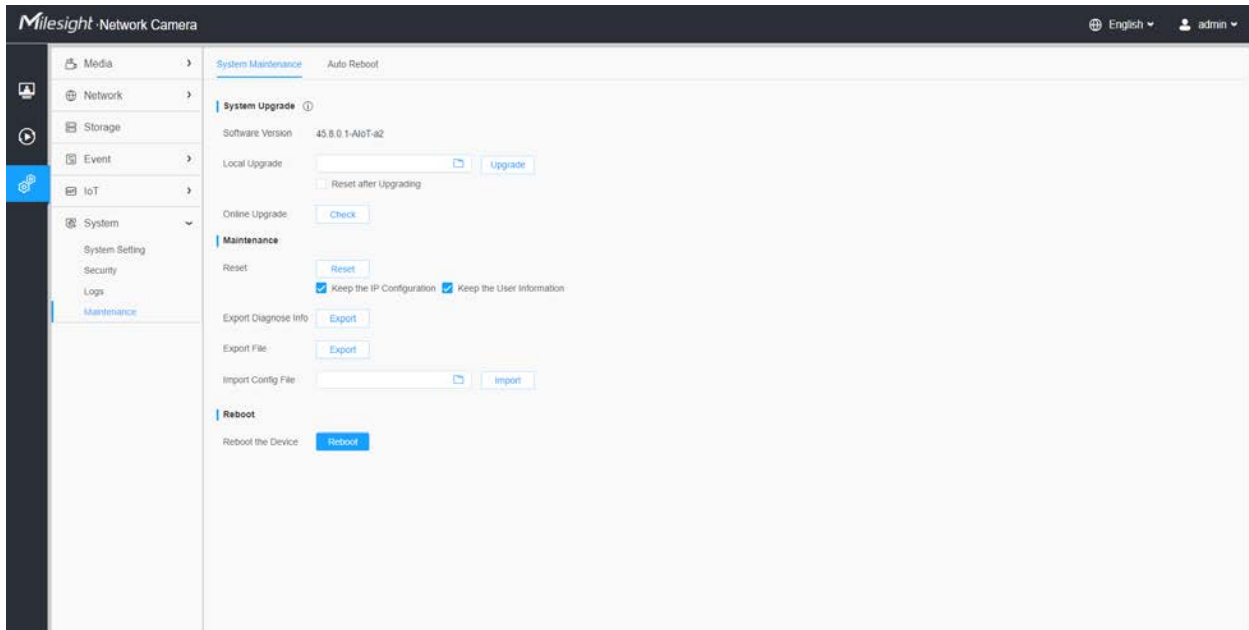 Milesight · Network Camera
English
admin
Media
Network
Storage
Event
IoT
System
System Setting
Security
Logs
Maintenance
System Maintenance Auto Reboot
System Upgrade
Software Version 45.8.0.1-AIoT-a2
Local Upgrade Upgrade
Reset after Upgrading
Online Upgrade Check
Maintenance
Reset Reset
Keep the IP Configuration Keep the User Information
Export Diagnose Info Export
Export File Export
Import Config File Import
Reboot
Reboot the Device Reboot